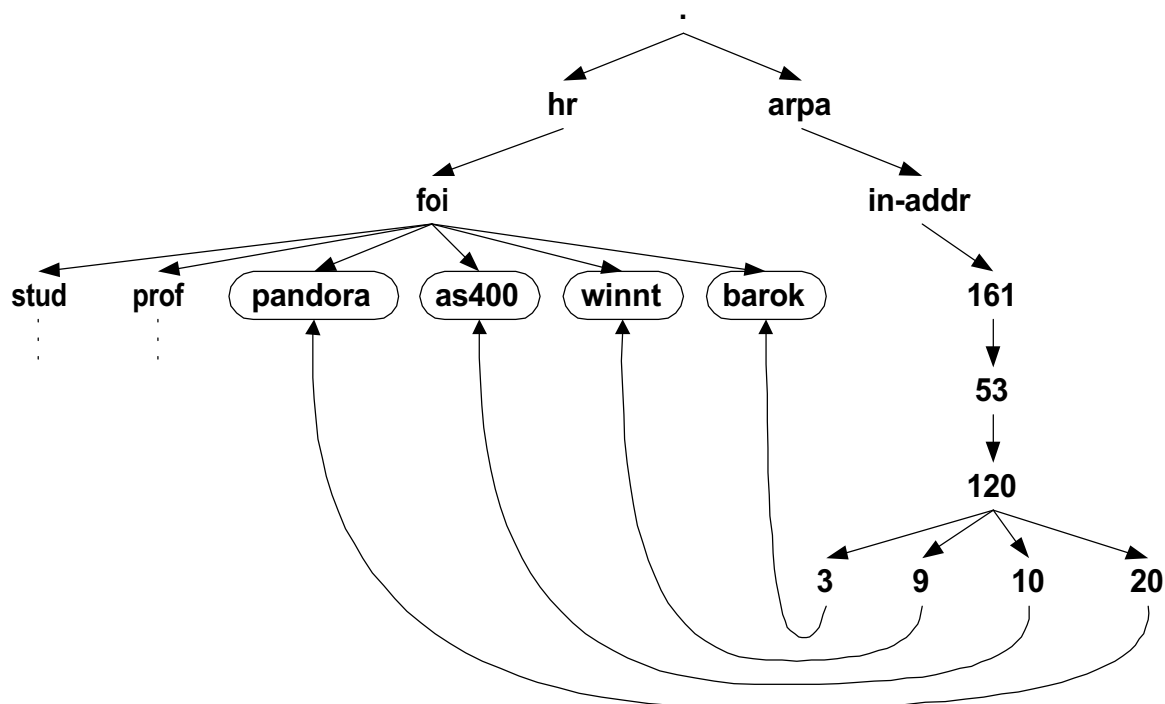 .
hr arpa
foi in-addr
stud prof pandora as400 winnt barok 161
53
120
3 9 10 20